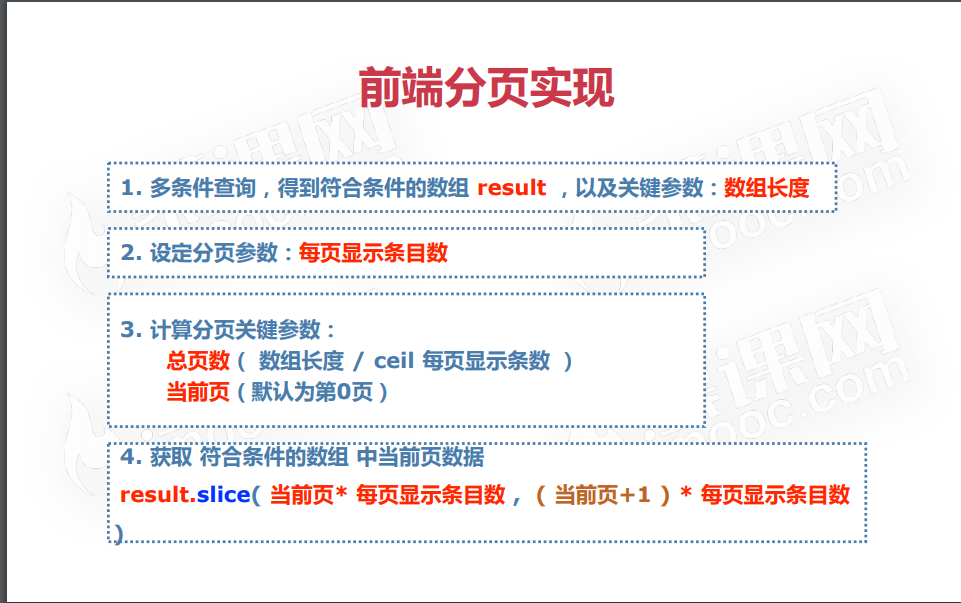 前端分页实现
1. 多条件查询，得到符合条件的数组 result ，以及关键参数：数组长度
2. 设定分页参数：每页显示条目数
3. 计算分页关键参数：
总页数（ 数组长度 / ceil 每页显示条数 ）
当前页（默认为第0页）
4. 获取 符合条件的数组 中当前页数据
result.slice( 当前页* 每页显示条目数 , （ 当前页+1 ）* 每页显示条目数
)